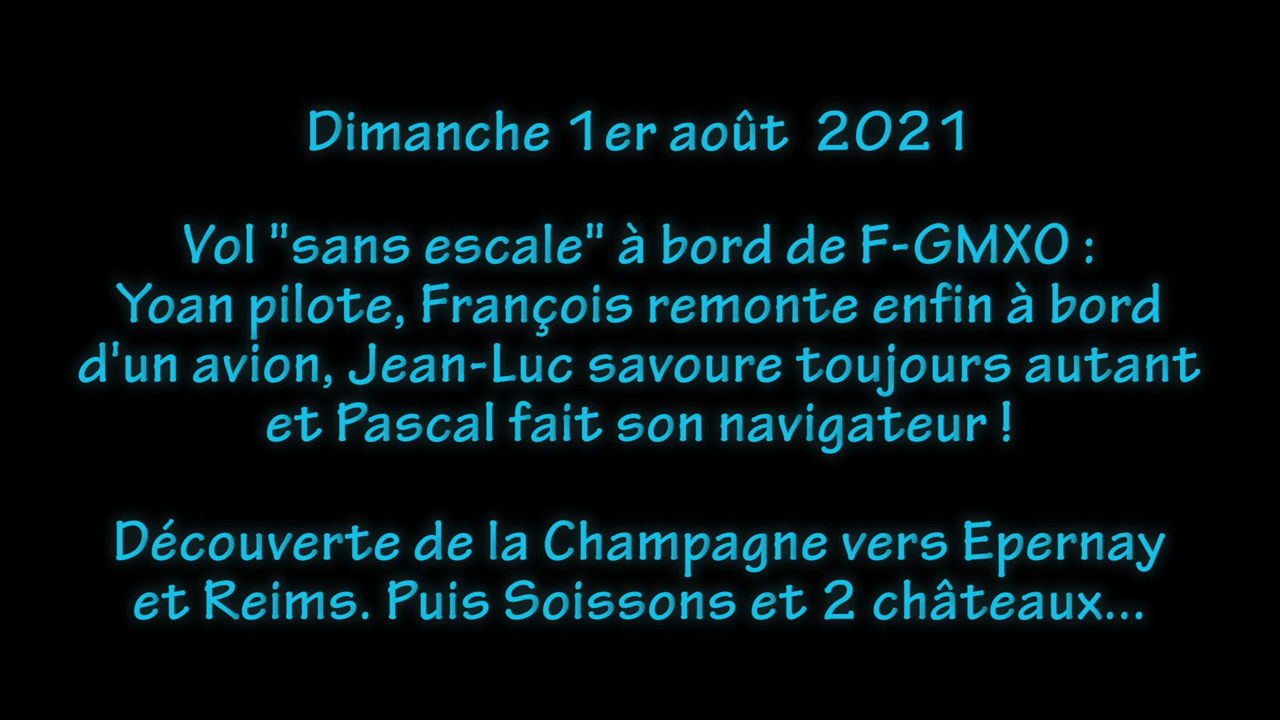 Dimanche 1er août  2021
Vol "sans escale" à bord de F-GMXO :
Yoan pilote, François remonte enfin à bord
d'un avion, Jean-Luc savoure toujours autant
et Pascal fait son navigateur !
Découverte de la Champagne vers Epernay
et Reims. Puis Soissons et 2 châteaux...